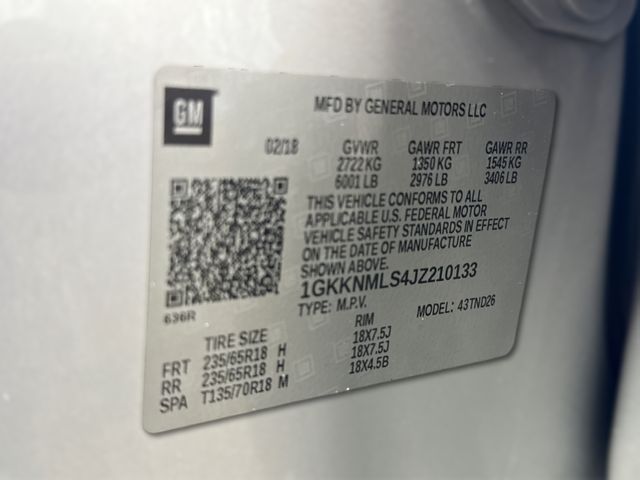 GM
MFD BY GENERAL MOTORS LLC
02/18 GVWR GAWR FRT GAWR RR
2722 KG 1350 KG 1545 KG
6001 LB 2976 LB 3406 LB
THIS VEHICLE CONFORMS TO ALL
APPLICABLE U.S. FEDERAL MOTOR
VEHICLE SAFETY STANDARDS IN EFFECT
ON THE DATE OF MANUFACTURE
SHOWN ABOVE.
1GKKNMLS4JZ210133
636R
TYPE: M.P.V. MODEL: 43TND26
TIRE SIZE RIM
FRT 235/65R18 H 18X7.5J
RR 235/65R18 H 18X7.5J
SPA T135/70R18 M 18X4.5B